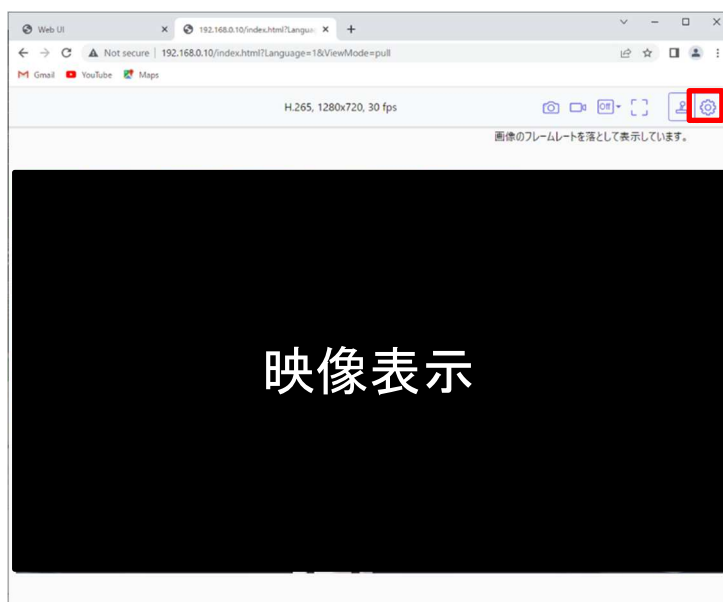 Web UI
192.168.0.10/index.html?Langua
Not secure | 192.168.0.10/index.html?Language=1&ViewMode=pull
Gmail YouTube Maps
H.265, 1280x720, 30 fps
Off
画像のフレームレートを落として表示しています。
映像表示